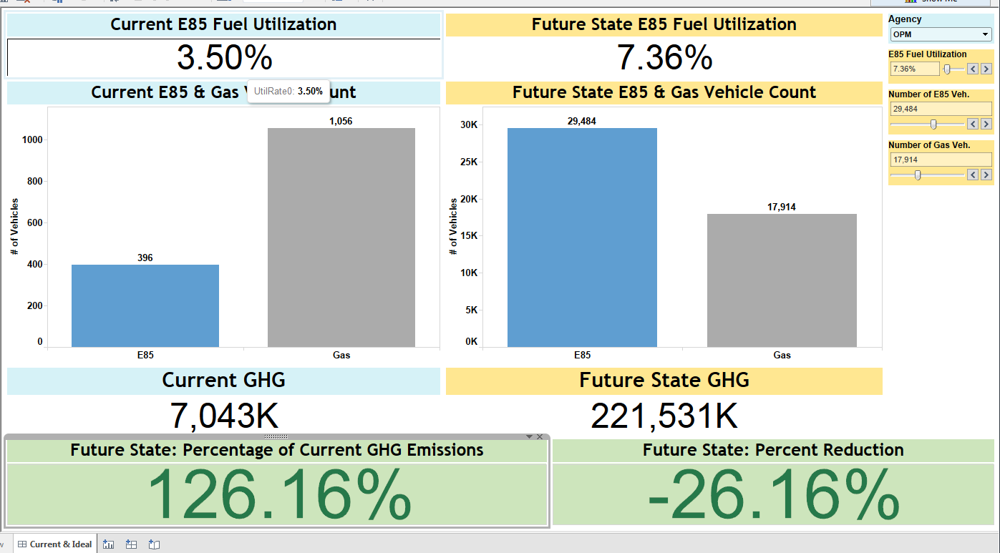 Show Me
Current E85 Fuel Utilization
3.50%
Future State E85 Fuel Utilization
7.36%
Agency
OPM
E85 Fuel Utilization
7.36%
Number of E85 Veh.
29,484
Number of Gas Veh.
17,914
Current E85 & Gas V
unt
UtilRate0: 3.50%
# of Vehicles
1000
800
600
400
200
0
396
1,056
E85
Gas
Future State E85 & Gas Vehicle Count
# of Vehicles
30K
25K
20K
15K
10K
5K
0K
29,484
17,914
E85
Gas
Current GHG
7,043K
Future State GHG
221,531K
Future State: Percentage of Current GHG Emissions
126.16%
Future State: Percent Reduction
-26.16%
Current & Ideal